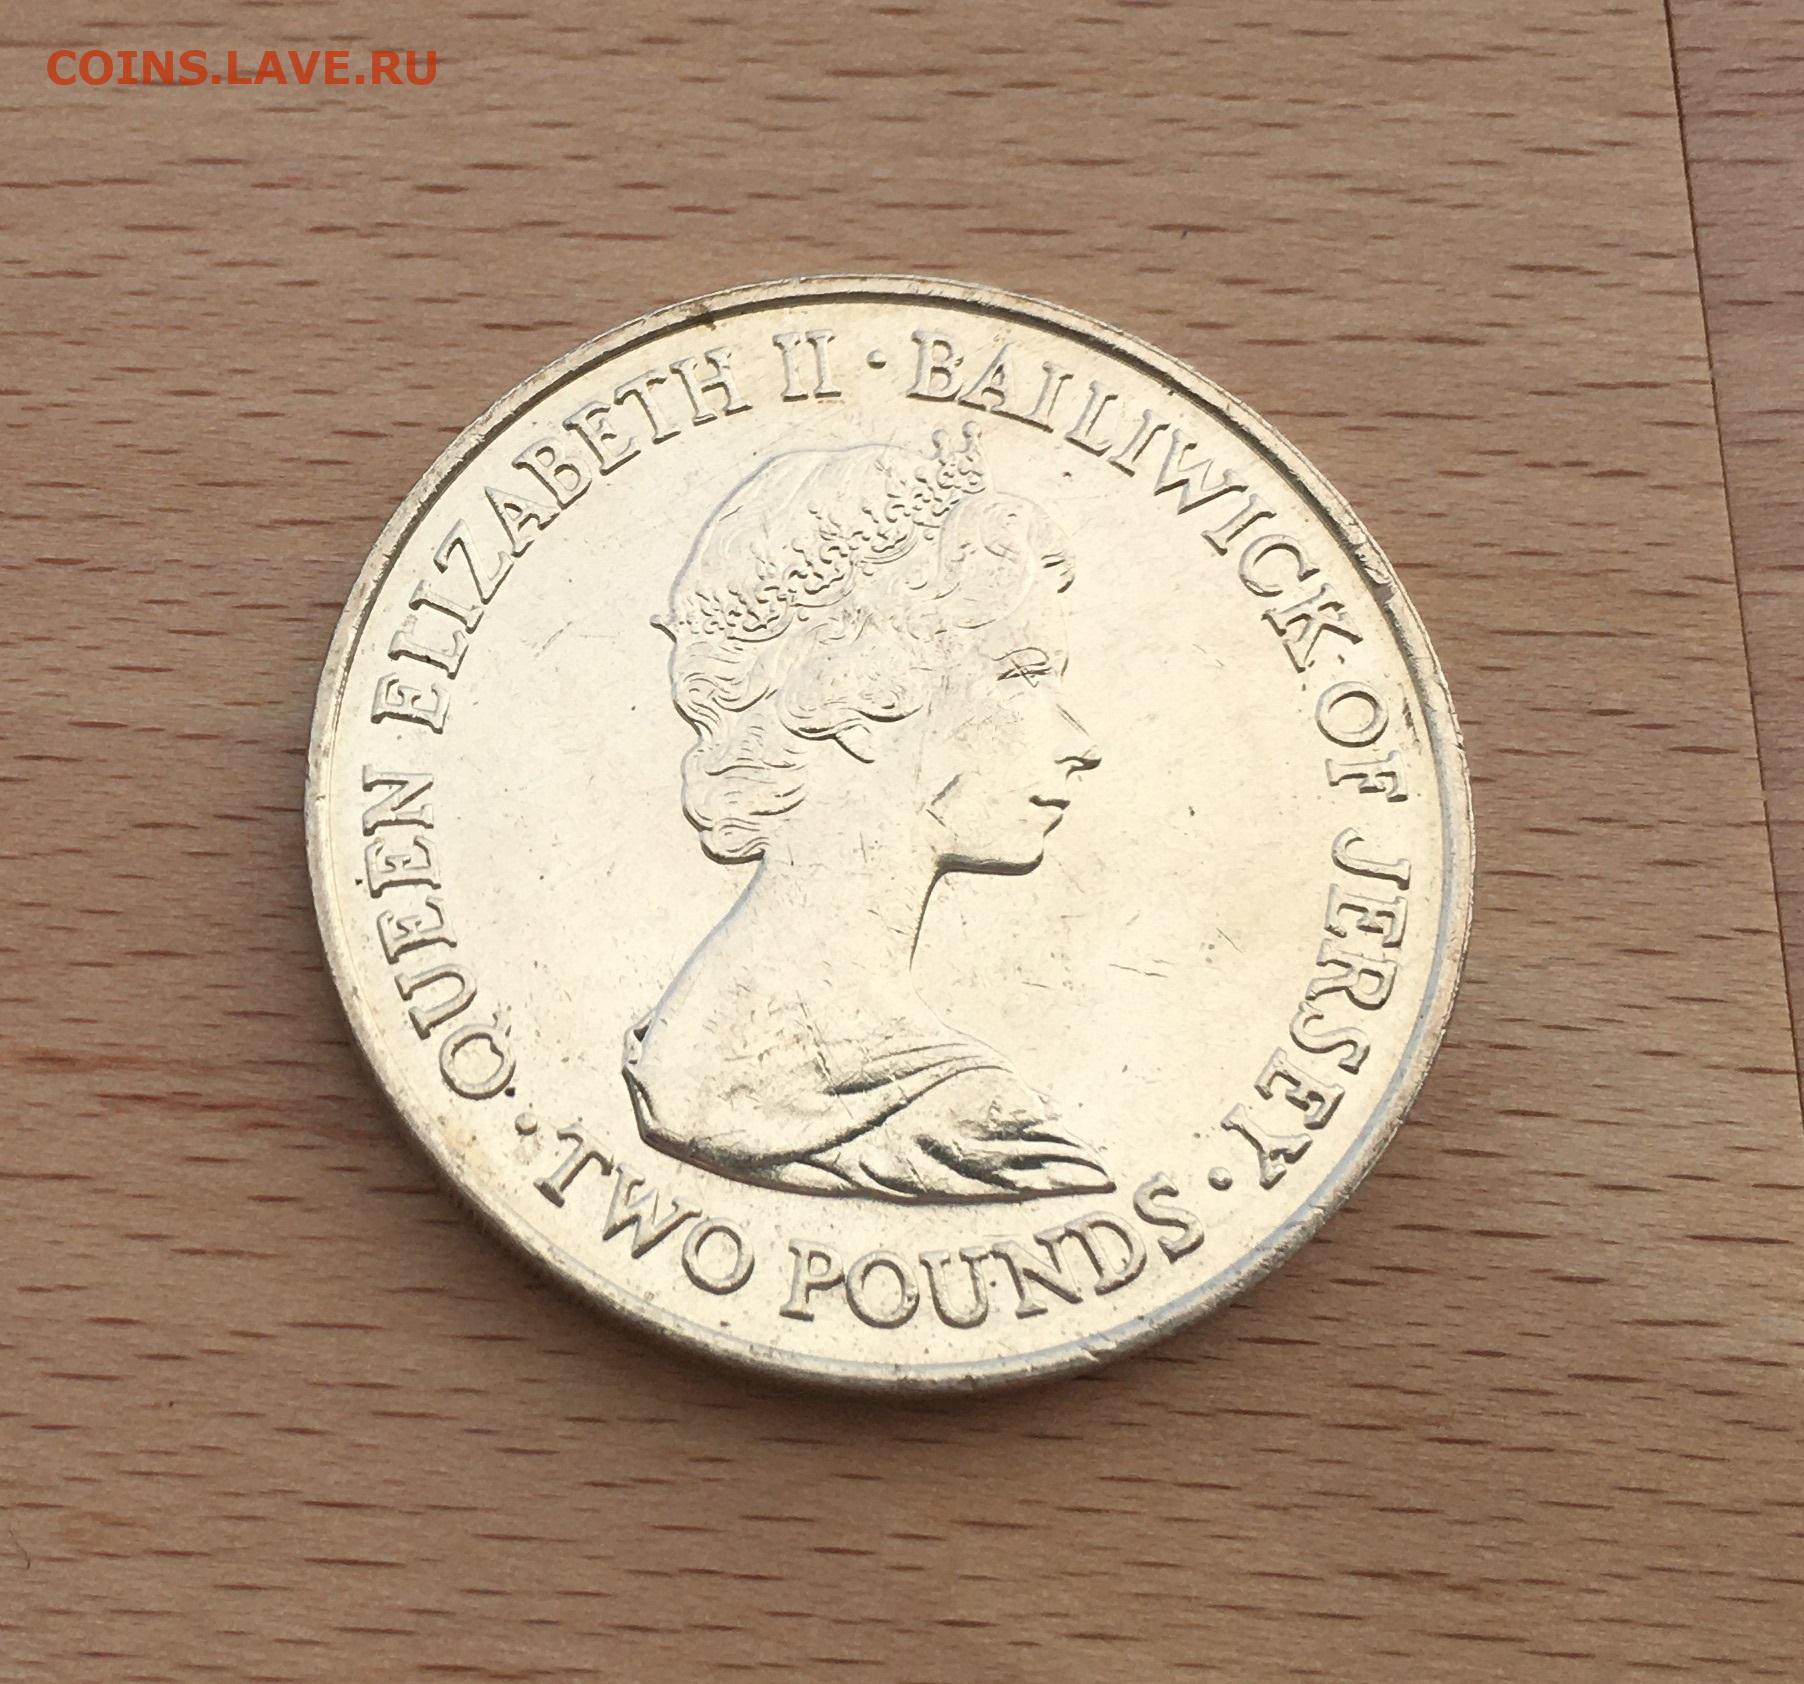 COINS.LAVE.RU
QUEEN ELIZABETH II · BAILIWICK · OF JERSEY ·
· TWO POUNDS ·